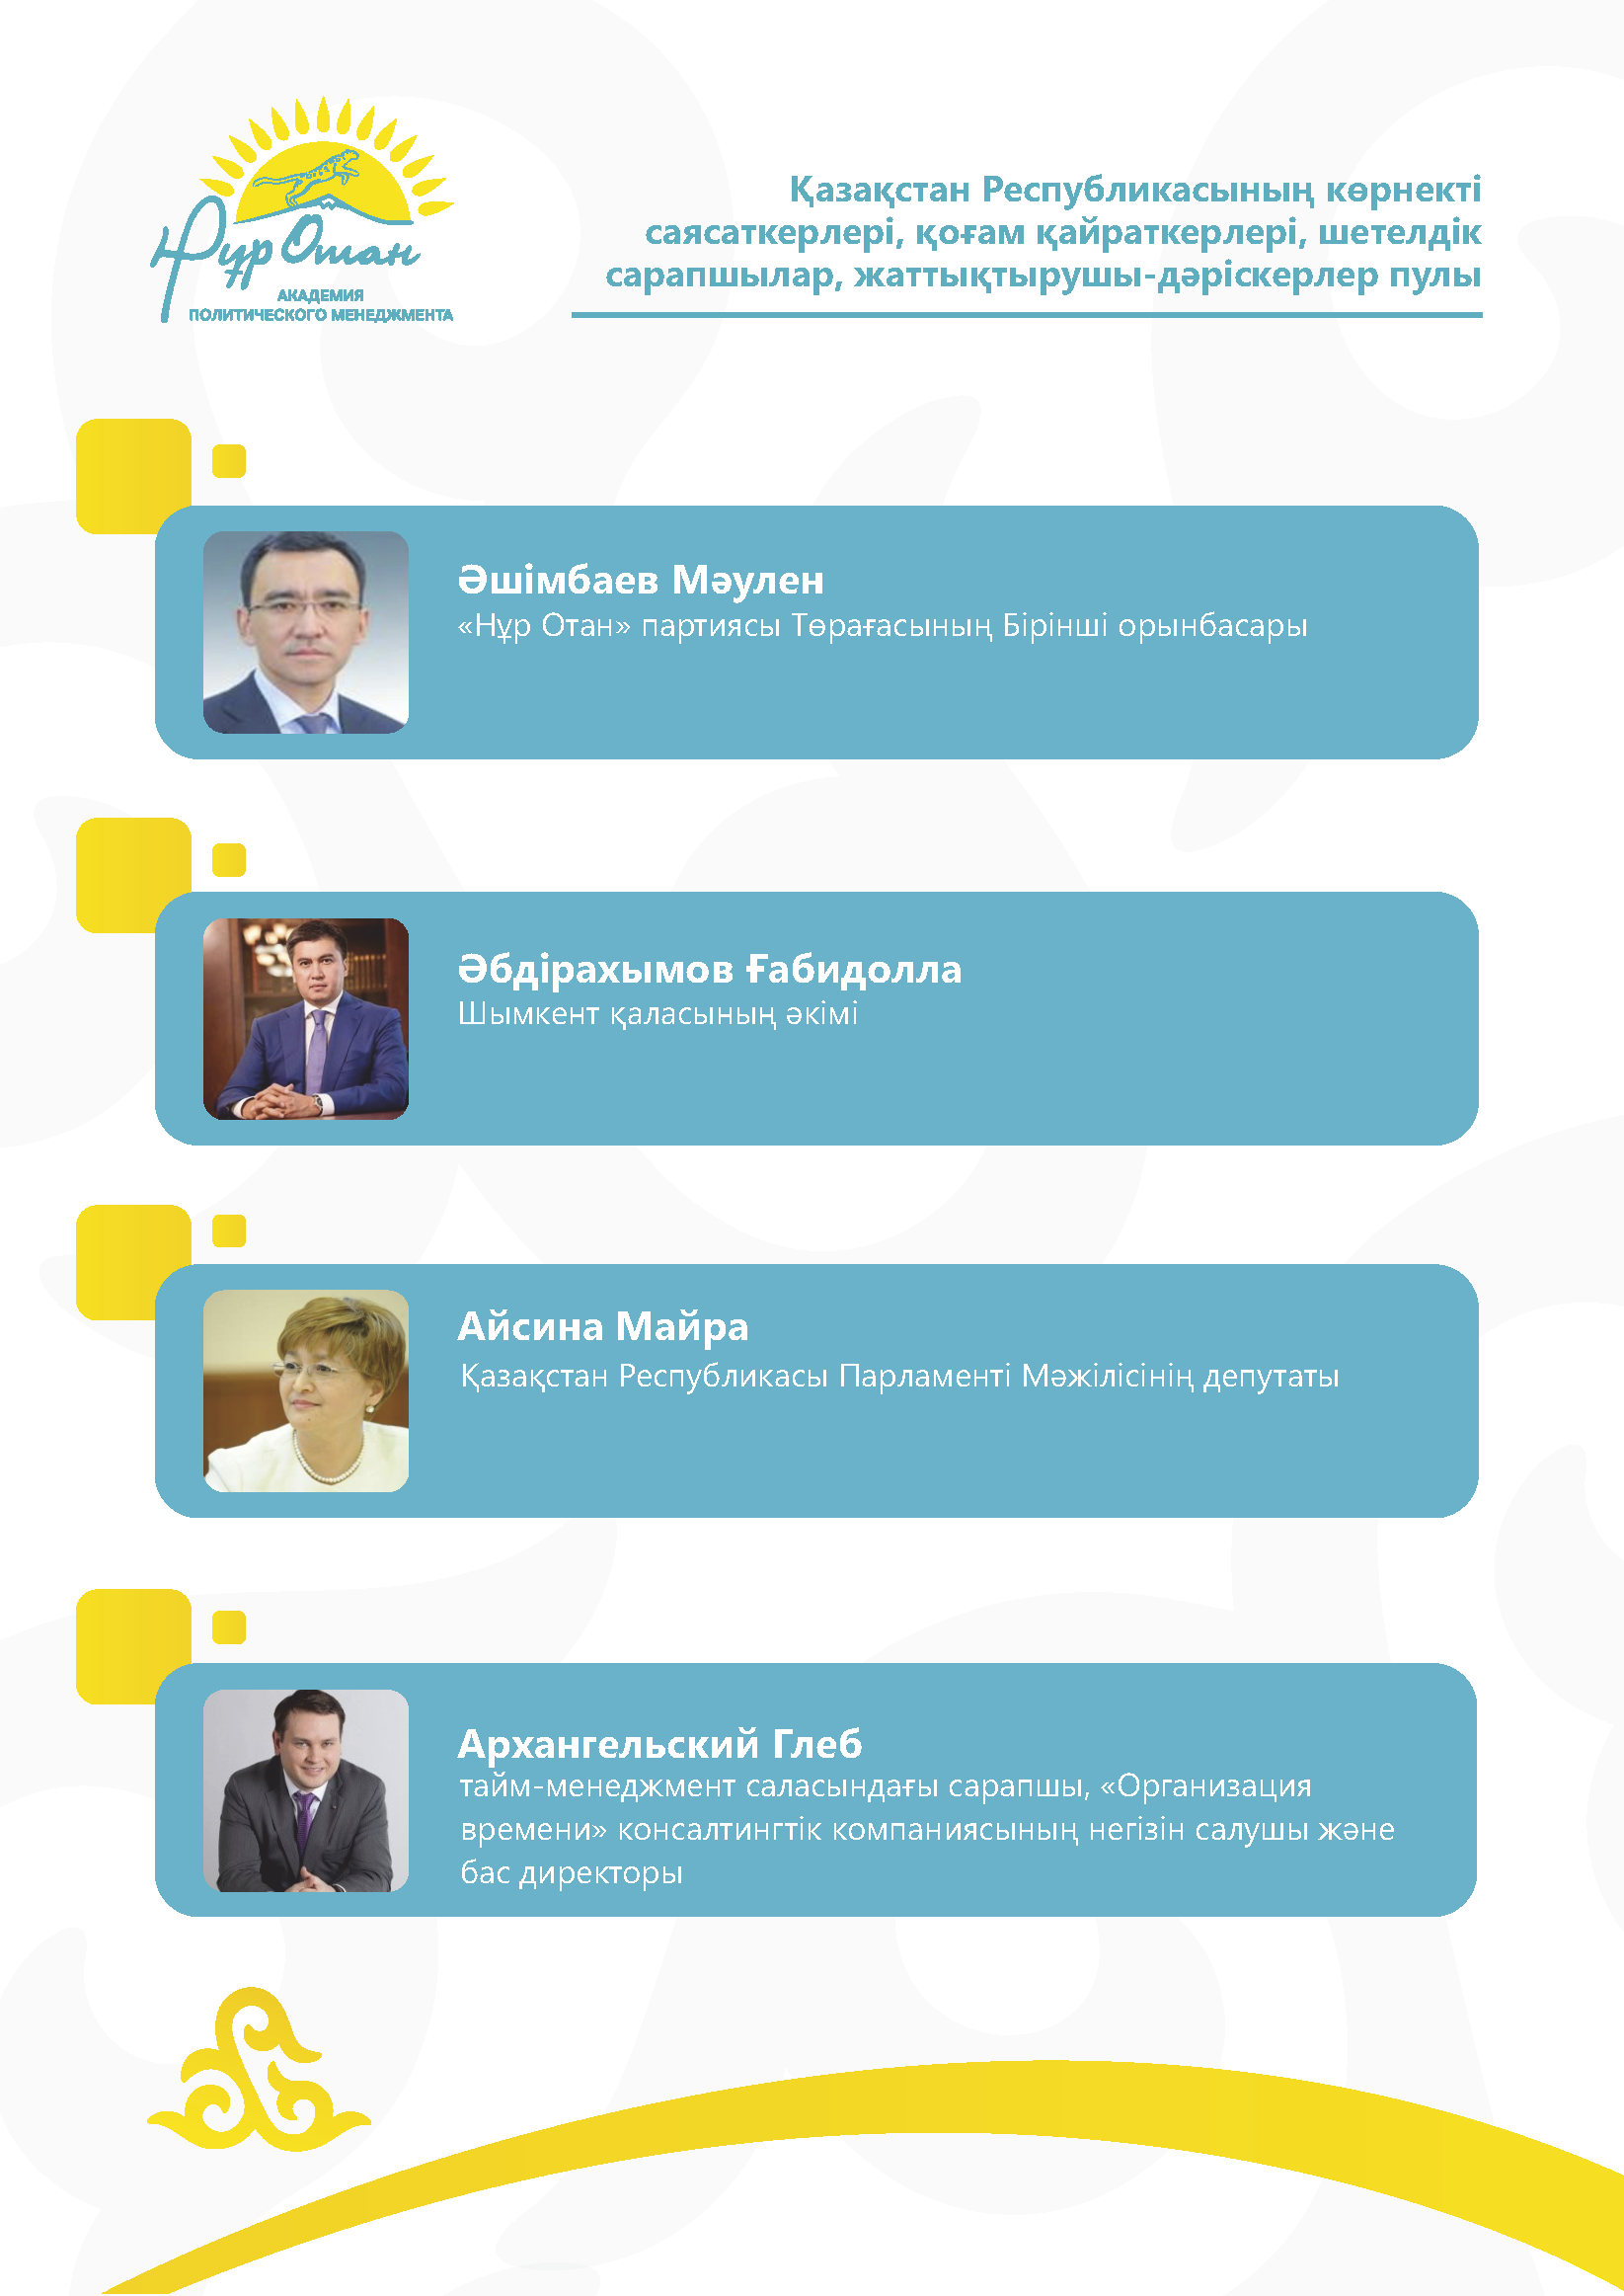 Нұр Отан
АКАДЕМИЯ
ПОЛИТИЧЕСКОГО МЕНЕДЖМЕНТА
Қазақстан Республикасының көрнекті
саясаткерлері, қоғам қайраткерлері, шетелдік
сарапшылар, жаттықтырушы-дәріскерлер пулы
Әшімбаев Мәулен
«Нұр Отан» партиясы Төрағасының Бірінші орынбасары
Әбдірахымов Ғабидолла
Шымкент қаласының әкімі
Айсина Майра
Қазақстан Республикасы Парламенті Мәжілісінің депутаты
Архангельский Глеб
тайм-менеджмент саласындағы сарапшы, «Организация
времени» консалтингтік компаниясының негізін салушы және
бас директоры